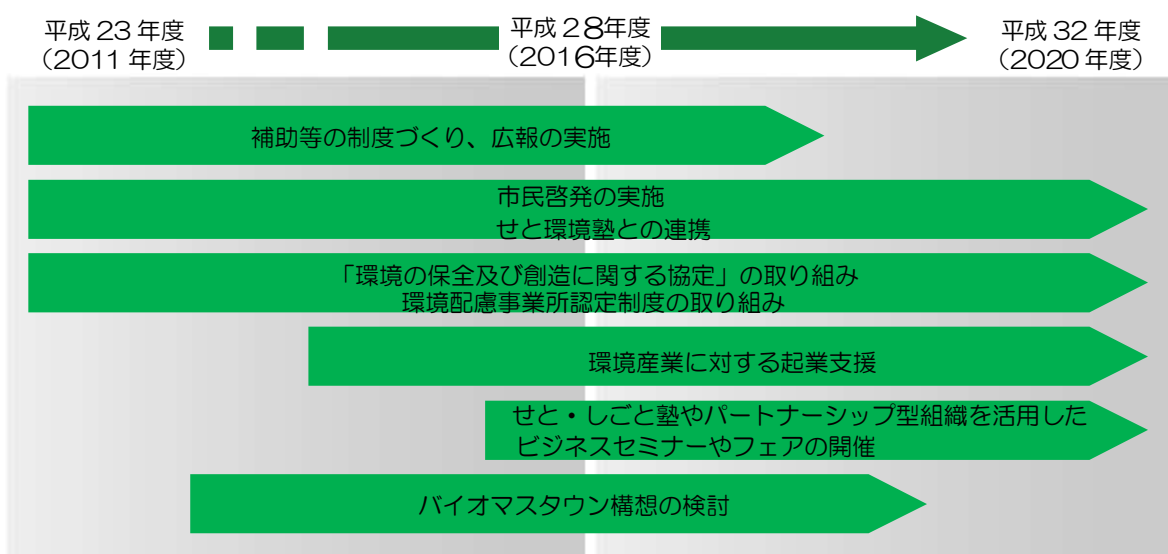 平成 23 年度
（2011 年度）
平成 28年度
（2016年度）
平成 32 年度
（2020 年度）
補助等の制度づくり、広報の実施
市民啓発の実施
せと環境塾との連携
「環境の保全及び創造に関する協定」の取り組み
環境配慮事業所認定制度の取り組み
環境産業に対する起業支援
せと・しごと塾やパートナーシップ型組織を活用した
ビジネスセミナーやフェアの開催
バイオマスタウン構想の検討